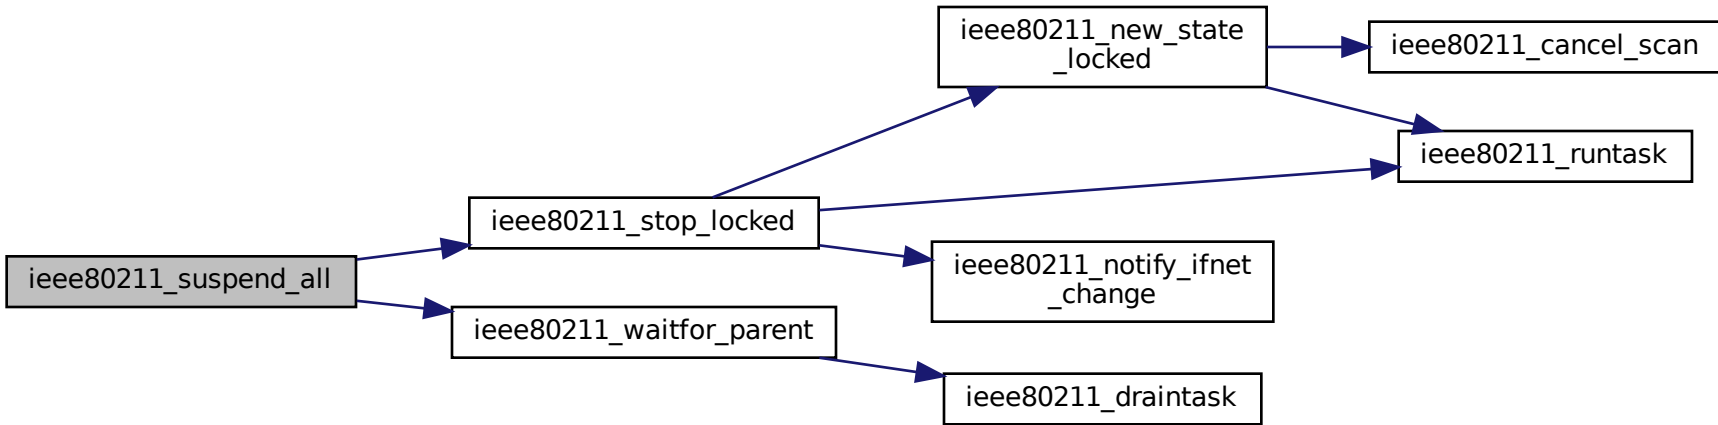 ieee80211_new_state
_locked
ieee80211_cancel_scan
ieee80211_runtask
ieee80211_stop_locked
ieee80211_notify_ifnet
_change
ieee80211_suspend_all
ieee80211_waitfor_parent
ieee80211_draintask